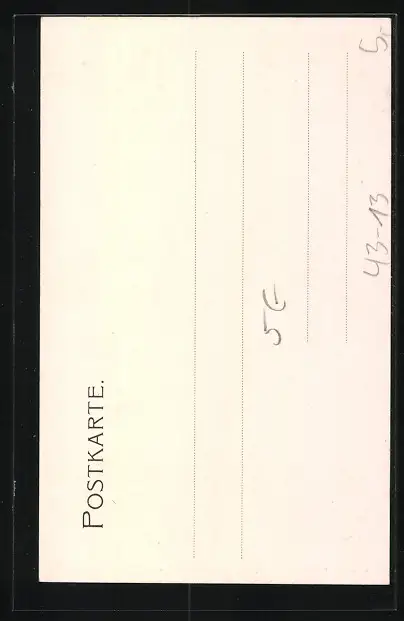 POSTKARTE.
5 €
43-13
5,-